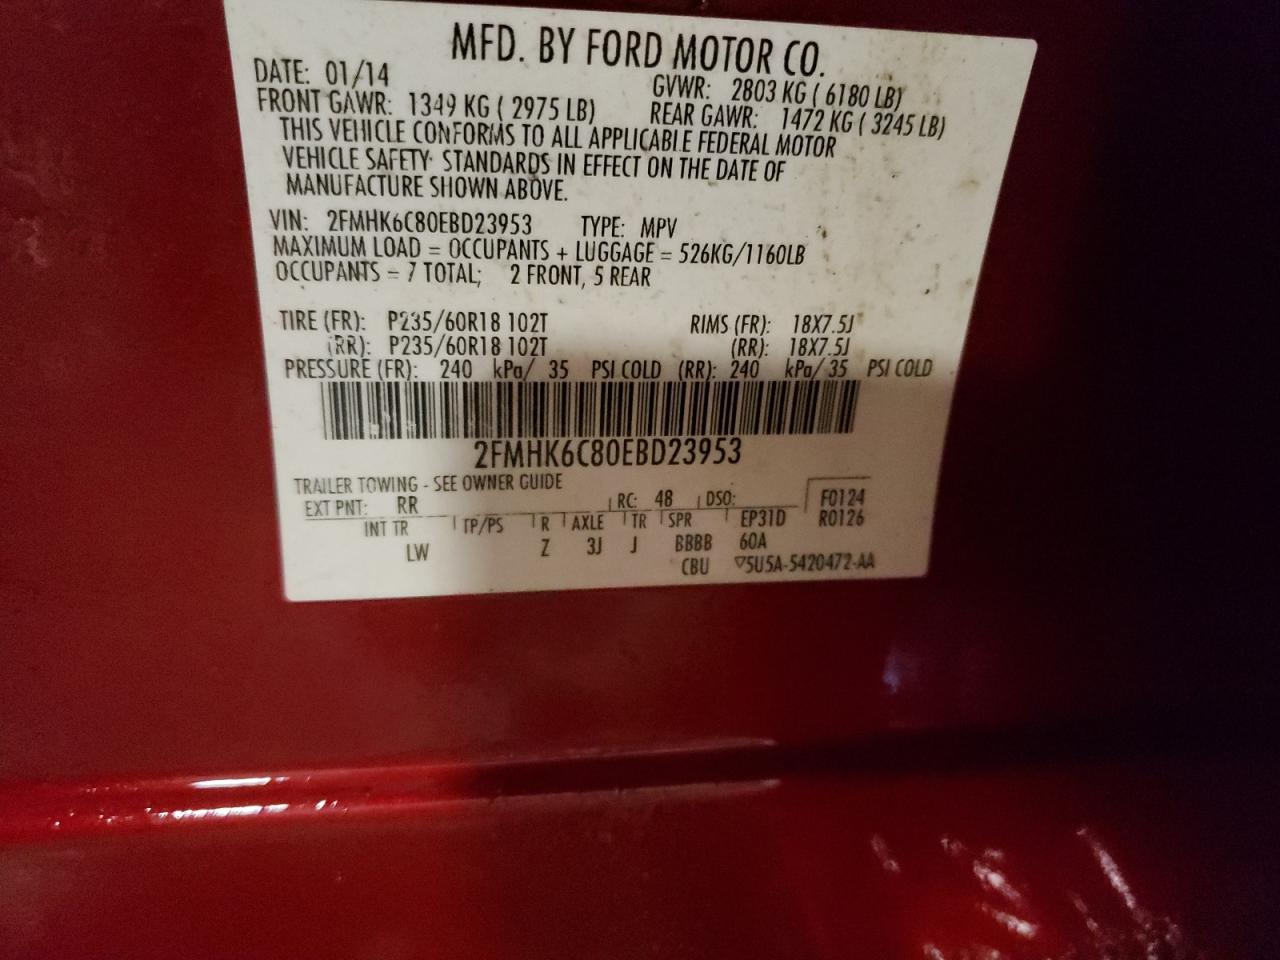 MFD. BY FORD MOTOR CO.
DATE: 01/14 GVWR: 2803 KG ( 6180 LB)
FRONT GAWR: 1349 KG ( 2975 LB) REAR GAWR: 1472 KG ( 3245 LB)
THIS VEHICLE CONFORMS TO ALL APPLICABLE FEDERAL MOTOR
VEHICLE SAFETY STANDARDS IN EFFECT ON THE DATE OF
MANUFACTURE SHOWN ABOVE.
VIN: 2FMHK6C80EBD23953 TYPE: MPV
MAXIMUM LOAD = OCCUPANTS + LUGGAGE = 526KG/1160LB
OCCUPANTS = 7 TOTAL; 2 FRONT, 5 REAR
TIRE (FR): P235/60R18 102T RIMS (FR): 18X7.5J
(RR): P235/60R18 102T (RR): 18X7.5J
PRESSURE (FR): 240 kPa/ 35 PSI COLD (RR): 240 kPa/ 35 PSI COLD
2FMHK6C80EBD23953
TRAILER TOWING - SEE OWNER GUIDE
EXT PNT: RR RC: 48 DSO: F0124
INT TR TP/PS R AXLE TR SPR EP31D R0126
LW Z 3J J BBBB 60A
CBU ▽5U5A-5420472-AA